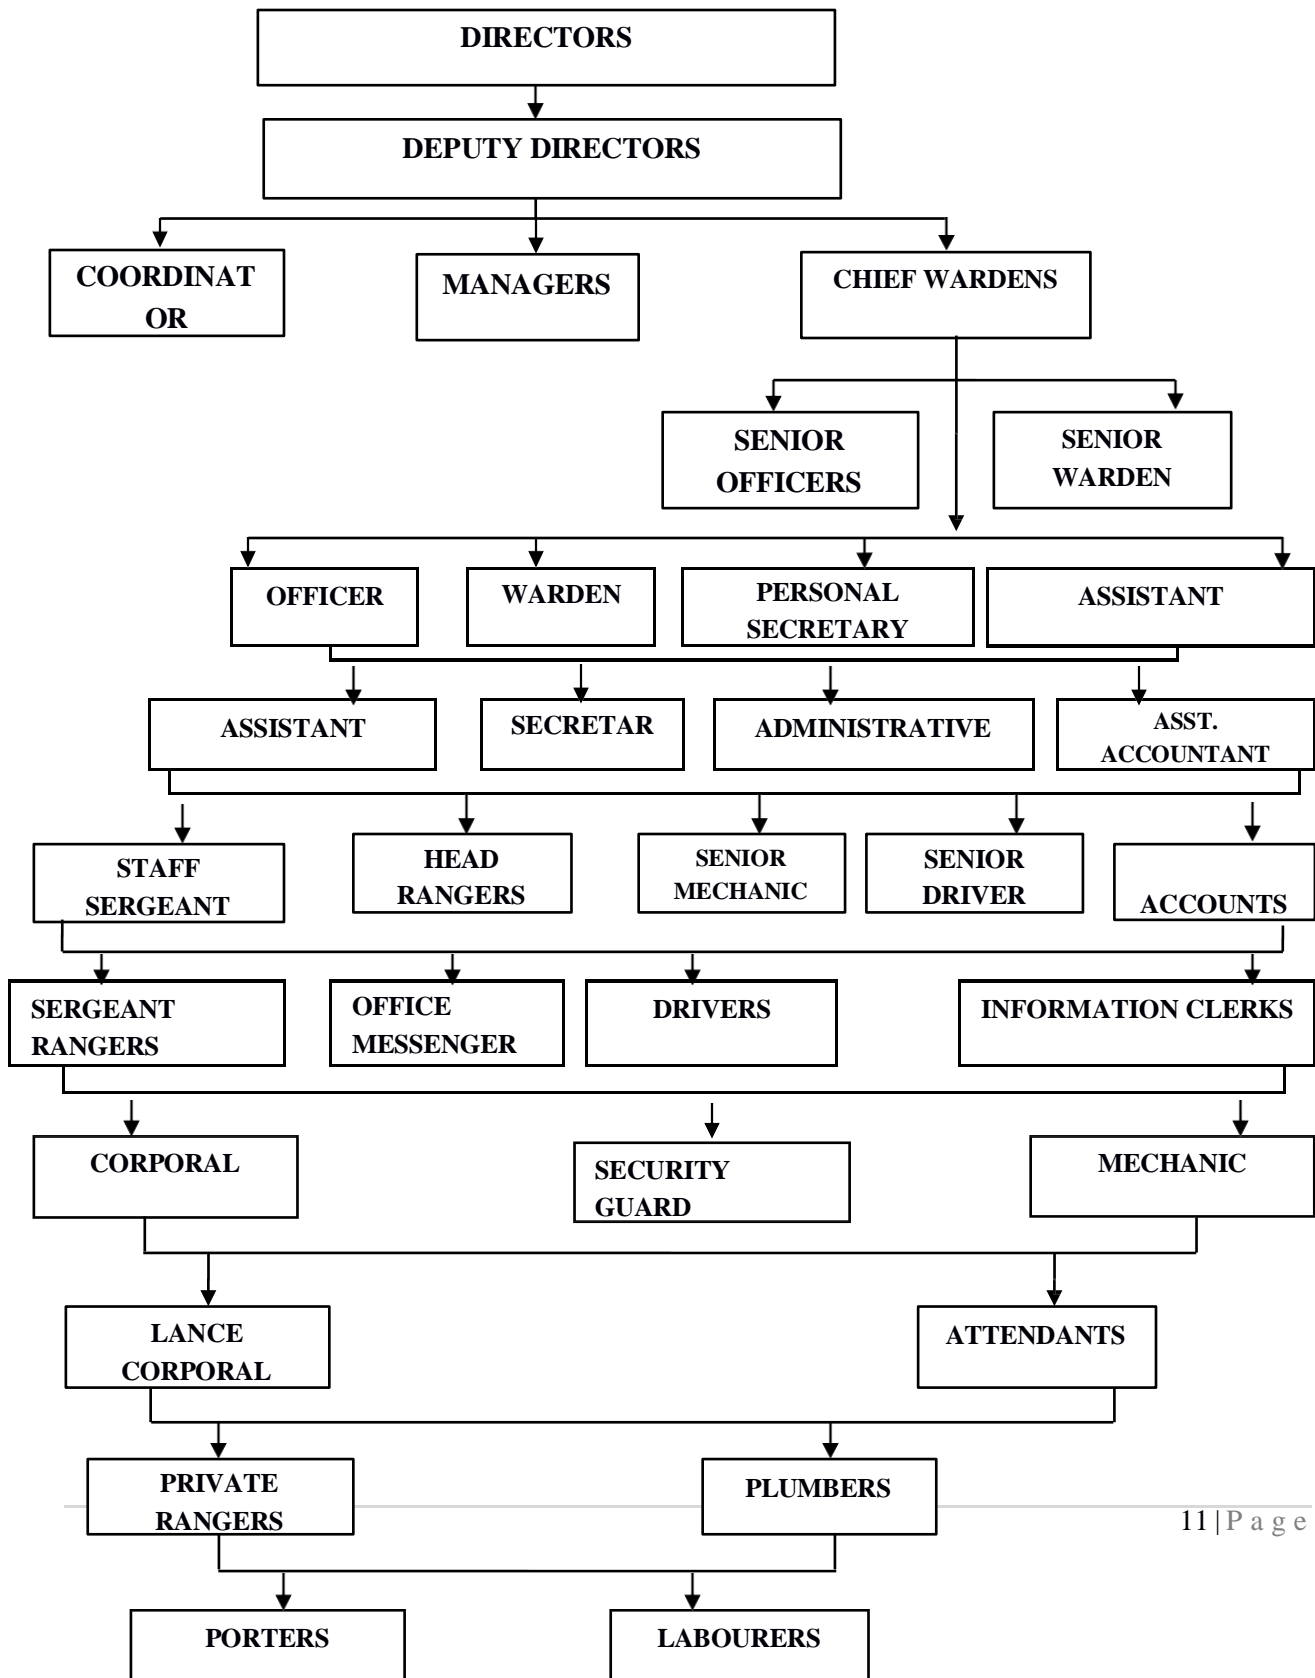 DIRECTORS
DEPUTY DIRECTORS
COORDINAT
OR
MANAGERS
CHIEF WARDENS
SENIOR
OFFICERS
SENIOR
WARDEN
OFFICER
WARDEN
PERSONAL
SECRETARY
ASSISTANT
ASSISTANT
SECRETAR
ADMINISTRATIVE
ASST.
ACCOUNTANT
STAFF
SERGEANT
HEAD
RANGERS
SENIOR
MECHANIC
SENIOR
DRIVER
ACCOUNTS
SERGEANT
RANGERS
OFFICE
MESSENGER
DRIVERS
INFORMATION CLERKS
CORPORAL
SECURITY
GUARD
MECHANIC
LANCE
CORPORAL
ATTENDANTS
PRIVATE
RANGERS
PLUMBERS
11 | P a g e
PORTERS
LABOURERS